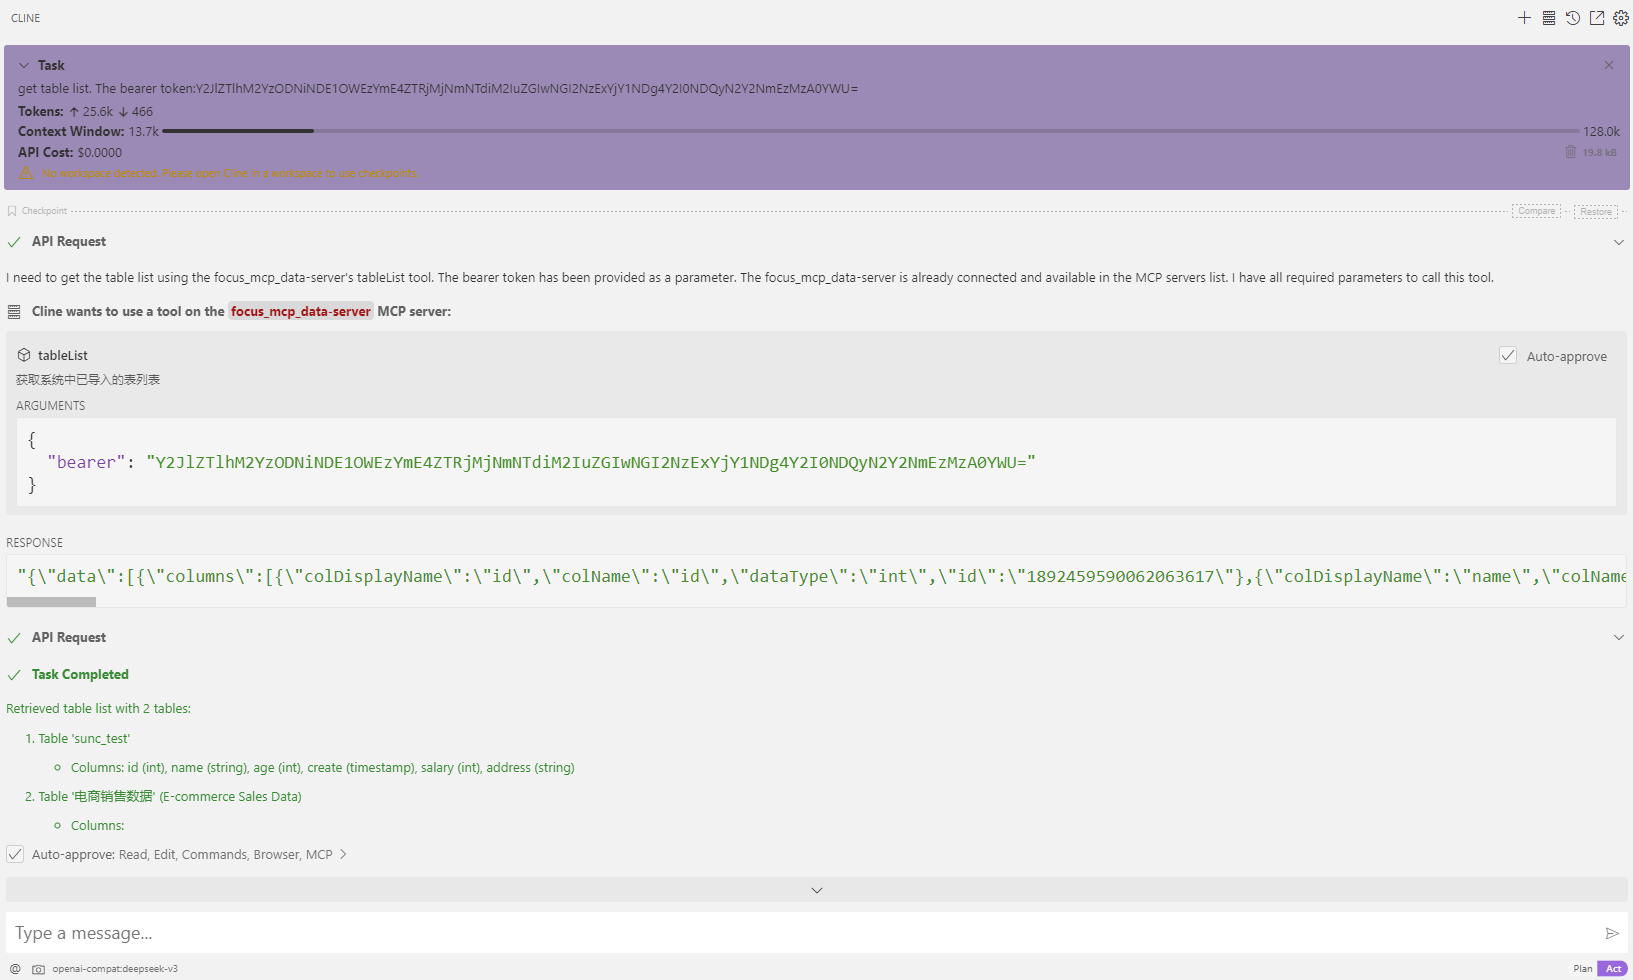 CLINE
Task
get table list. The bearer token:Y2JlZTlhM2YzODNiNDE1OWEzYmE4ZTRjMjNmNTdiM2IuZGIwNGI2NzExYjY1NDg4Y2I0NDQyN2Y2NmEzMzA0YWU=
Tokens: ↑ 25.6k ↓ 466
Context Window: 13.7k 128.0k
API Cost: $0.0000 19.8 kB
No workspace detected. Please open Cline in a workspace to use checkpoints.
Checkpoint Compare Restore
API Request
I need to get the table list using the focus_mcp_data-server's tableList tool. The bearer token has been provided as a parameter. The focus_mcp_data-server is already connected and available in the MCP servers list. I have all required parameters to call this tool.
Cline wants to use a tool on the focus_mcp_data-server MCP server:
tableList Auto-approve
获取系统中已导入的表列表
ARGUMENTS
{
"bearer": "Y2JlZTlhM2YzODNiNDE1OWEzYmE4ZTRjMjNmNTdiM2IuZGIwNGI2NzExYjY1NDg4Y2I0NDQyN2Y2NmEzMzA0YWU="
}
RESPONSE
"{\"data\":[{\"columns\":[{\"colDisplayName\":\"id\",\"colName\":\"id\",\"dataType\":\"int\",\"id\":\"1892459590062063617\"},{\"colDisplayName\":\"name\",\"colName
API Request
Task Completed
Retrieved table list with 2 tables:
1. Table 'sunc_test'
Columns: id (int), name (string), age (int), create (timestamp), salary (int), address (string)
2. Table '电商销售数据' (E-commerce Sales Data)
Columns:
Auto-approve: Read, Edit, Commands, Browser, MCP
Type a message...
@ openai-compat:deepseek-v3 Plan Act